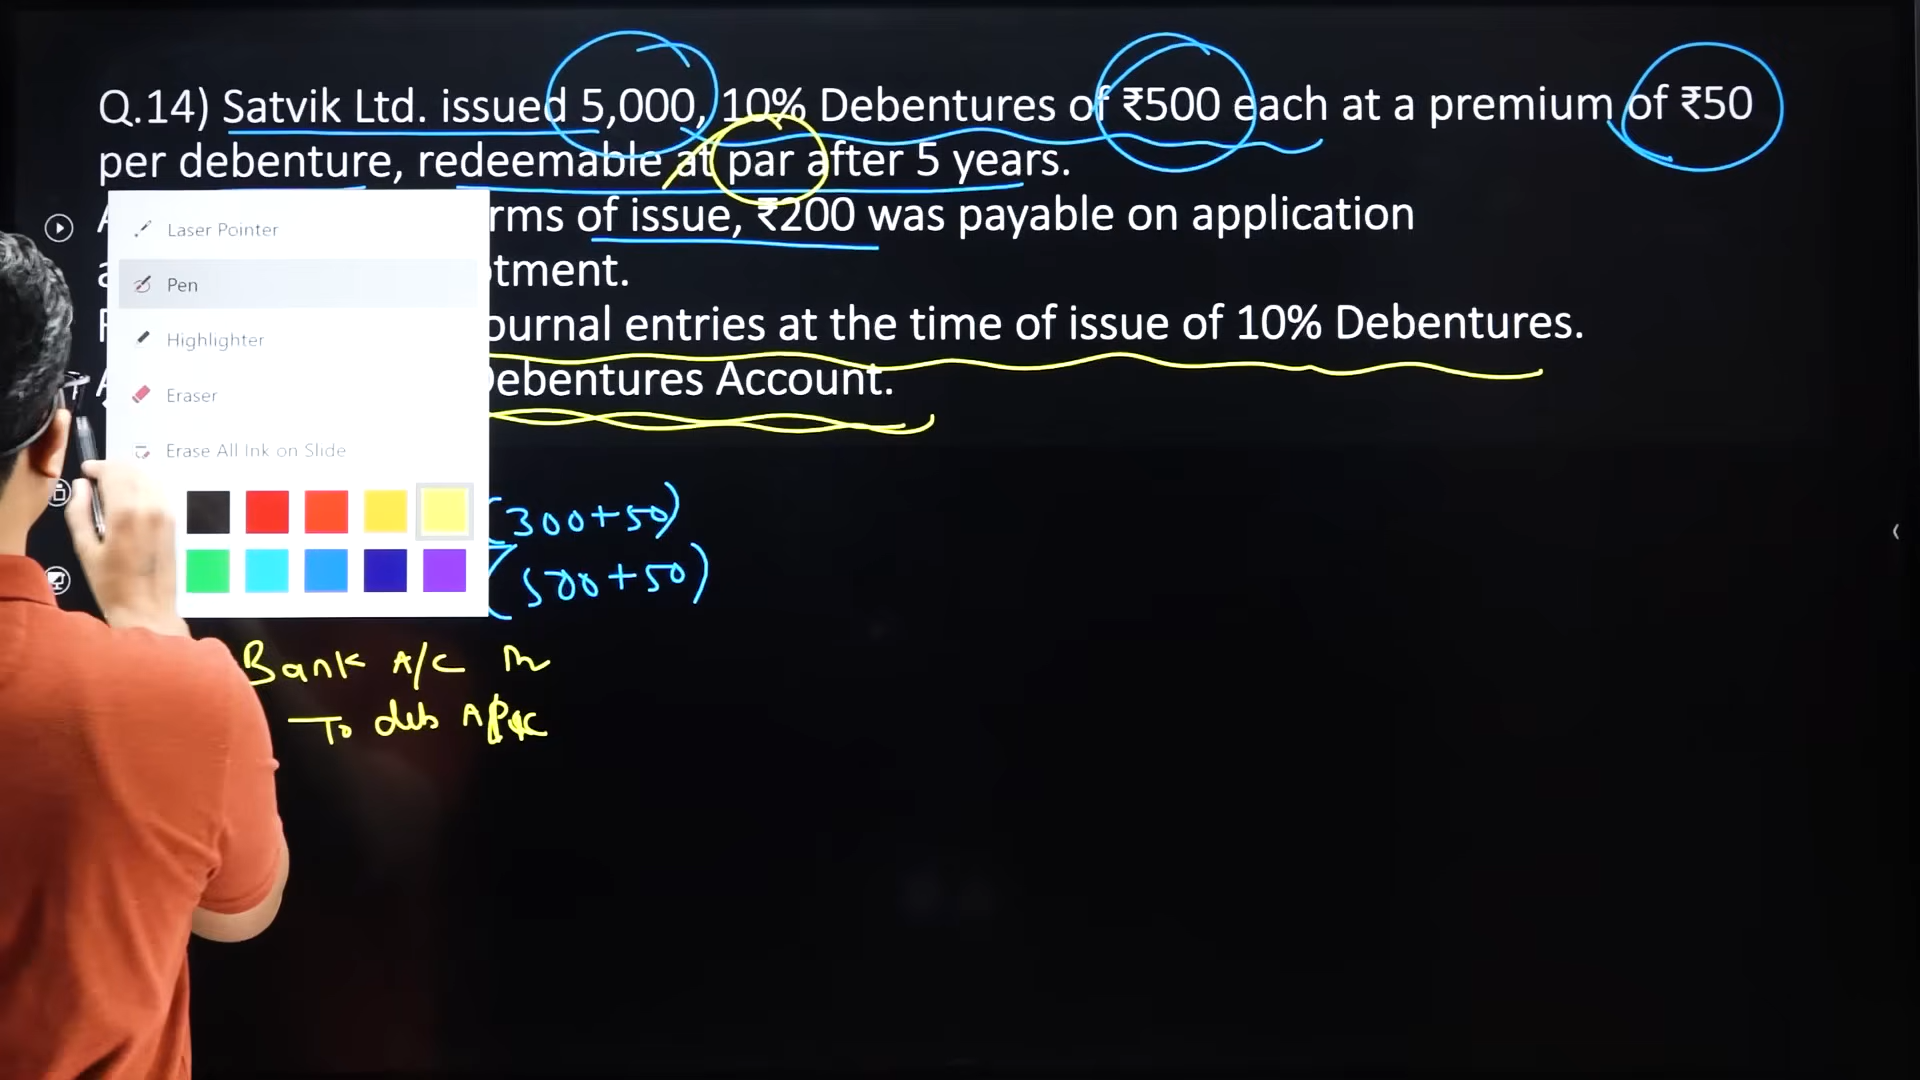 Q.14) Satvik Ltd. issued 5,000, 10% Debentures of ₹500 each at a premium of ₹50
per debenture, redeemable at par after 5 years.
rms of issue, ₹200 was payable on application
tment.
ournal entries at the time of issue of 10% Debentures.
ebentures Account.
Laser Pointer
Pen
Highlighter
Eraser
Erase All Ink on Slide
(300+50)
(500+50)
Bank A/C
To deb